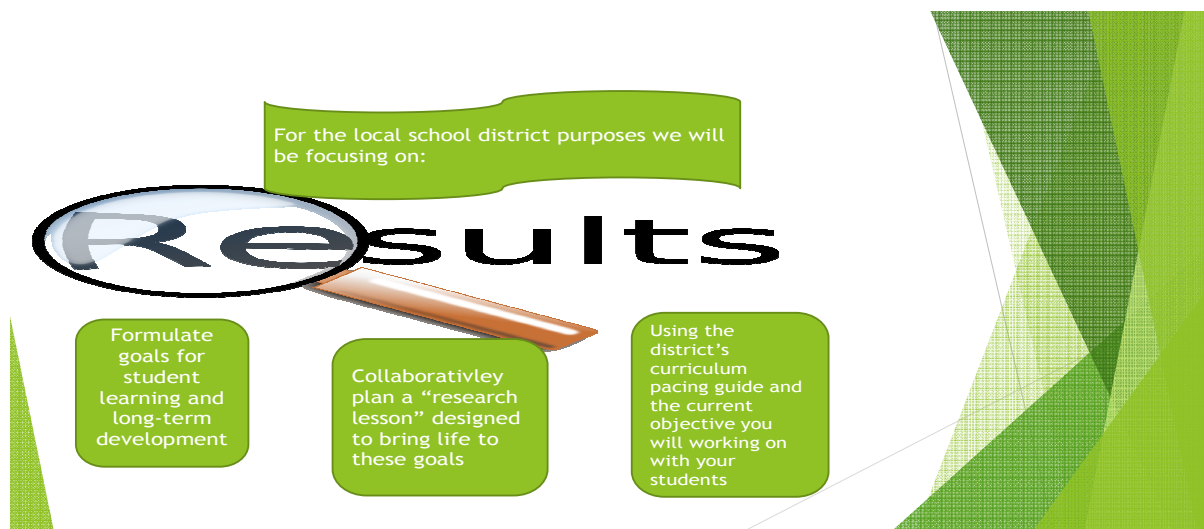 For the local school district purposes we will
be focusing on:
Results
Formulate
goals for
student
learning and
long-term
development
Collaborativley
plan a “research
lesson” designed
to bring life to
these goals
Using the
district’s
curriculum
pacing guide and
the current
objective you
will working on
with your
students